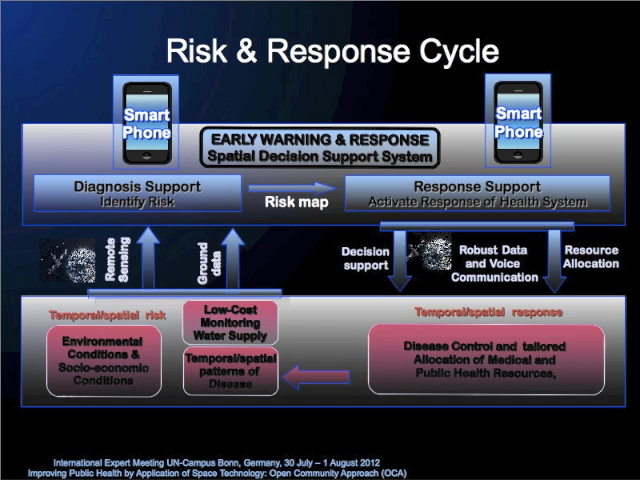 Risk & Response Cycle
Smart
Phone
Smart
Phone
EARLY WARNING & RESPONSE
Spatial Decision Support System
Diagnosis Support
Identify Risk
Risk map
Response Support
Activate Response of Health System
Remote
Sensing
Ground
data
Decision
support
Robust Data
and Voice
Communication
Resource
Allocation
Temporal/spatial risk
Environmental
Conditions &
Socio-economic
Conditions
Low-Cost
Monitoring
Water Supply
Temporal/spatial
patterns of
Disease
Temporal/spatial response
Disease Control and tailored
Allocation of Medical and
Public Health Resources,
International Expert Meeting UN-Campus Bonn, Germany, 30 July – 1 August 2012
Improving Public Health by Application of Space Technology: Open Community Approach (OCA)